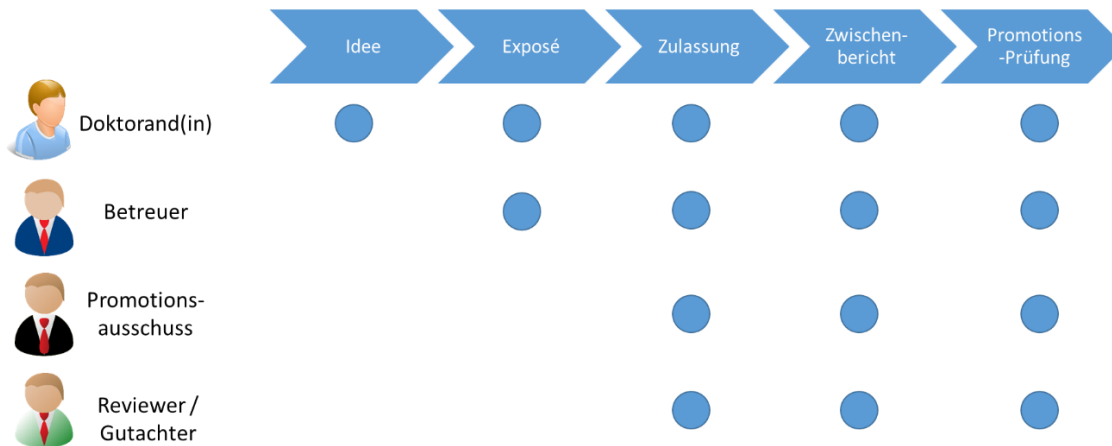 Idee
Exposé
Zulassung
Zwischen-
bericht
Promotions
-Prüfung
Doktorand(in)
Betreuer
Promotions-
ausschuss
Reviewer /
Gutachter